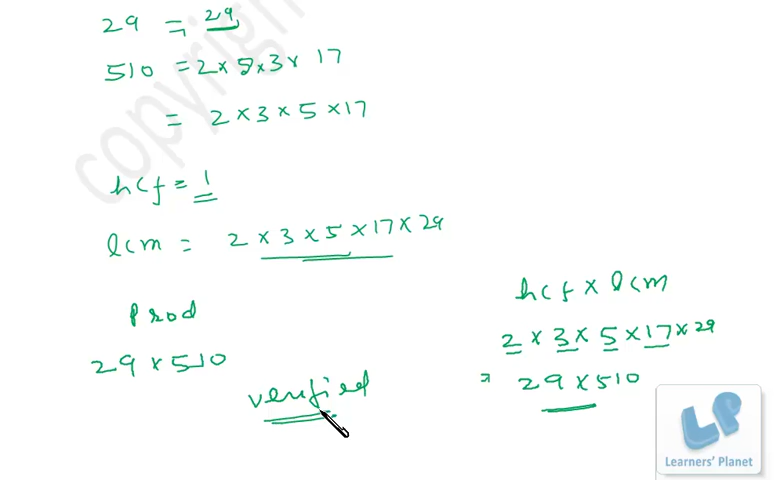 29 = 29
510 = 2 × 5 × 3 × 17
= 2 × 3 × 5 × 17
hcf = 1
lcm = 2 × 3 × 5 × 17 × 29
hcf × lcm
Prod
2 × 3 × 5 × 17 × 29
29 × 510
= 29 × 510
verified
copyright
LP
Learners' Planet